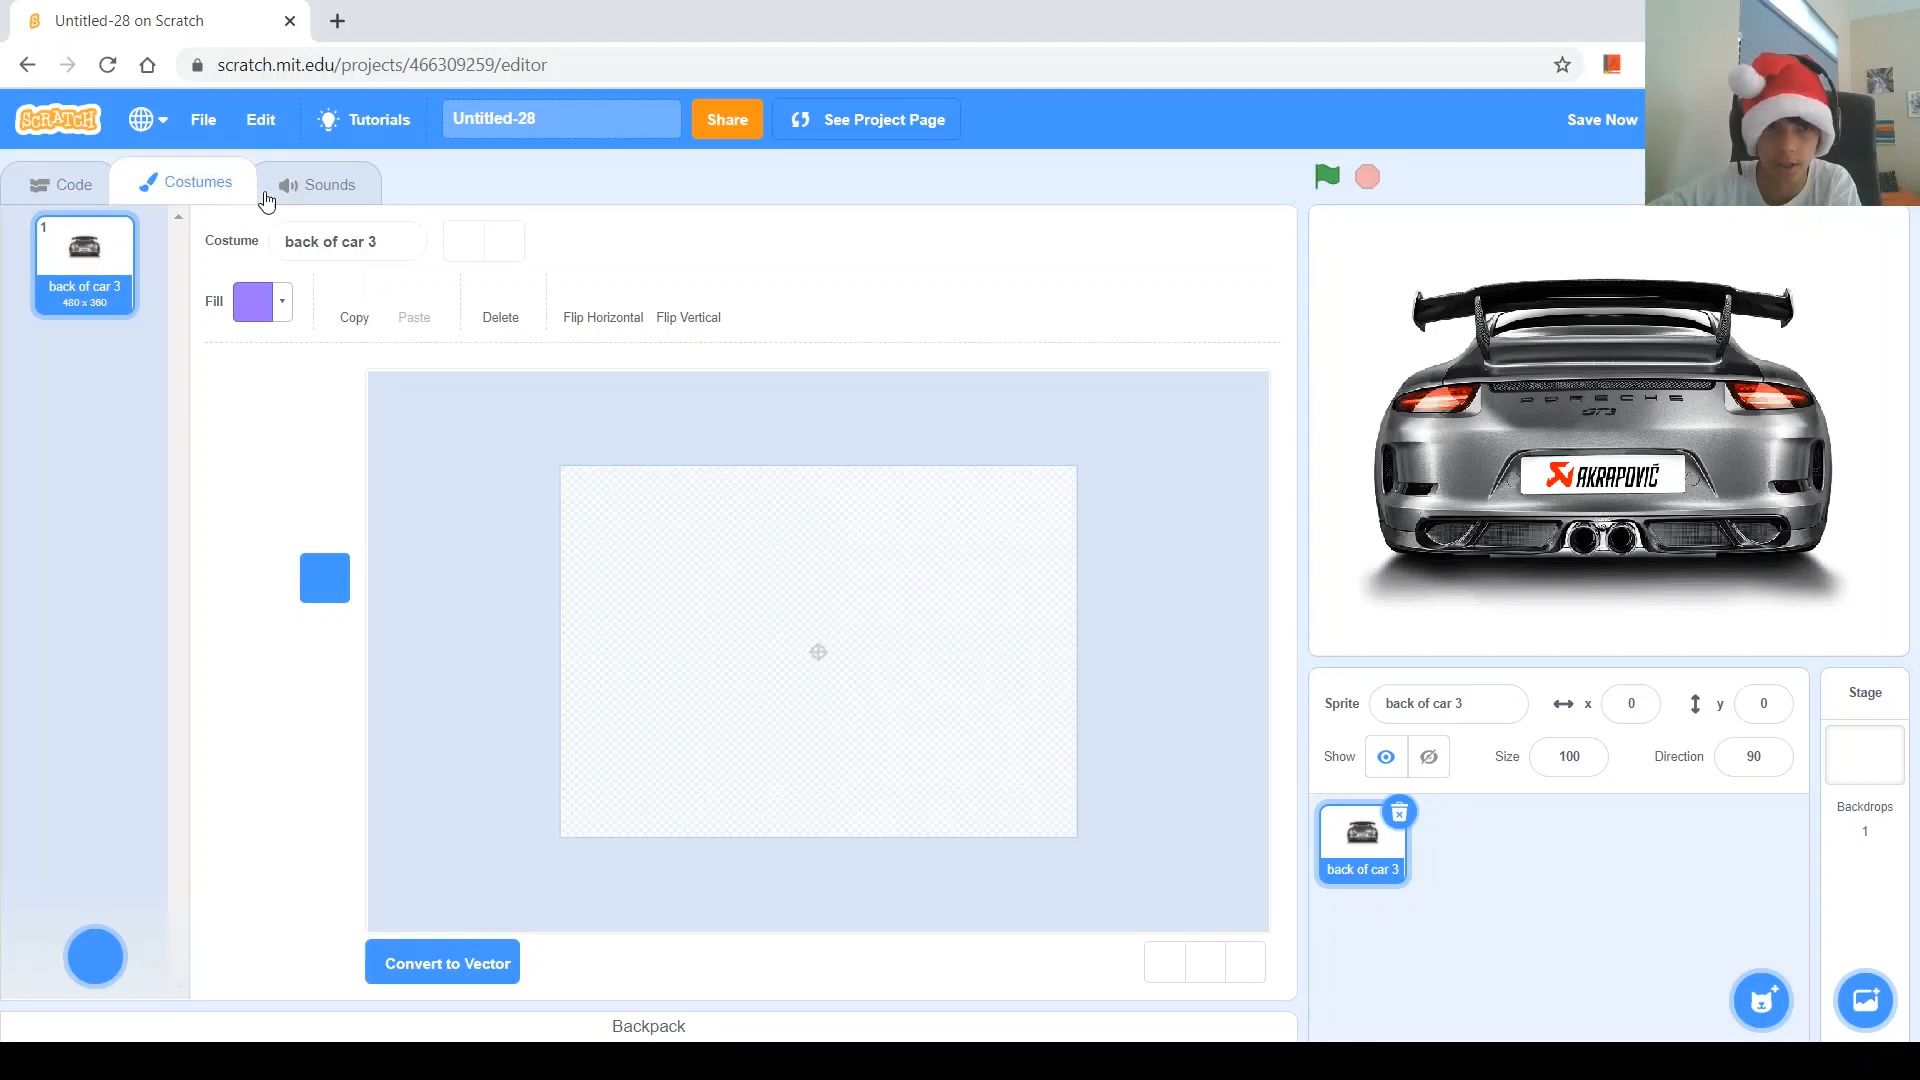 Untitled-28 on Scratch
scratch.mit.edu/projects/466309259/editor
SCRATCH
File
Edit
Tutorials
Untitled-28
Share
See Project Page
Save Now
Code
Costumes
Sounds
1
back of car 3
480 x 360
Costume
back of car 3
Fill
Copy
Paste
Delete
Flip Horizontal
Flip Vertical
Convert to Vector
Backpack
PORSCHE
GT3
AKRAPOVIČ
Sprite
back of car 3
x
0
y
0
Show
Size
100
Direction
90
back of car 3
Stage
Backdrops
1